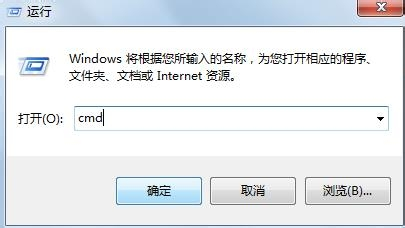 运行
Windows 将根据您所输入的名称，为您打开相应的程序、
文件夹、文档或 Internet 资源。
打开(O): cmd
确定 取消 浏览(B)...